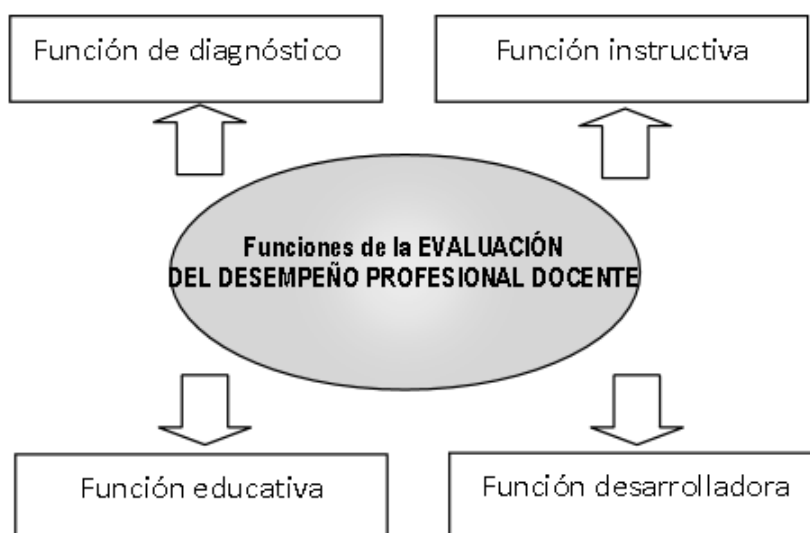 Función de diagnóstico
Función instructiva
Funciones de la EVALUACIÓN
DEL DESEMPEÑO PROFESIONAL DOCENTE
Función educativa
Función desarrolladora